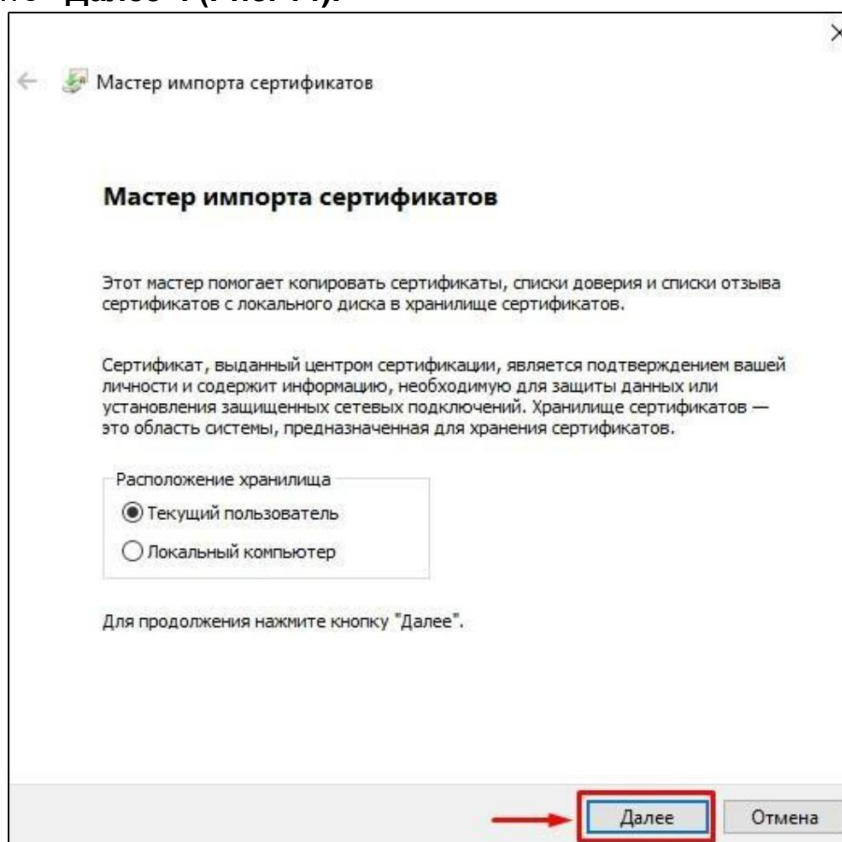 Мастер импорта сертификатов
Мастер импорта сертификатов
Этот мастер помогает копировать сертификаты, списки доверия и списки отзыва
сертификатов с локального диска в хранилище сертификатов.
Сертификат, выданный центром сертификации, является подтверждением вашей
личности и содержит информацию, необходимую для защиты данных или
установления защищенных сетевых подключений. Хранилище сертификатов —
это область системы, предназначенная для хранения сертификатов.
Расположение хранилища
Текущий пользователь
Локальный компьютер
Для продолжения нажмите кнопку "Далее".
Далее Отмена